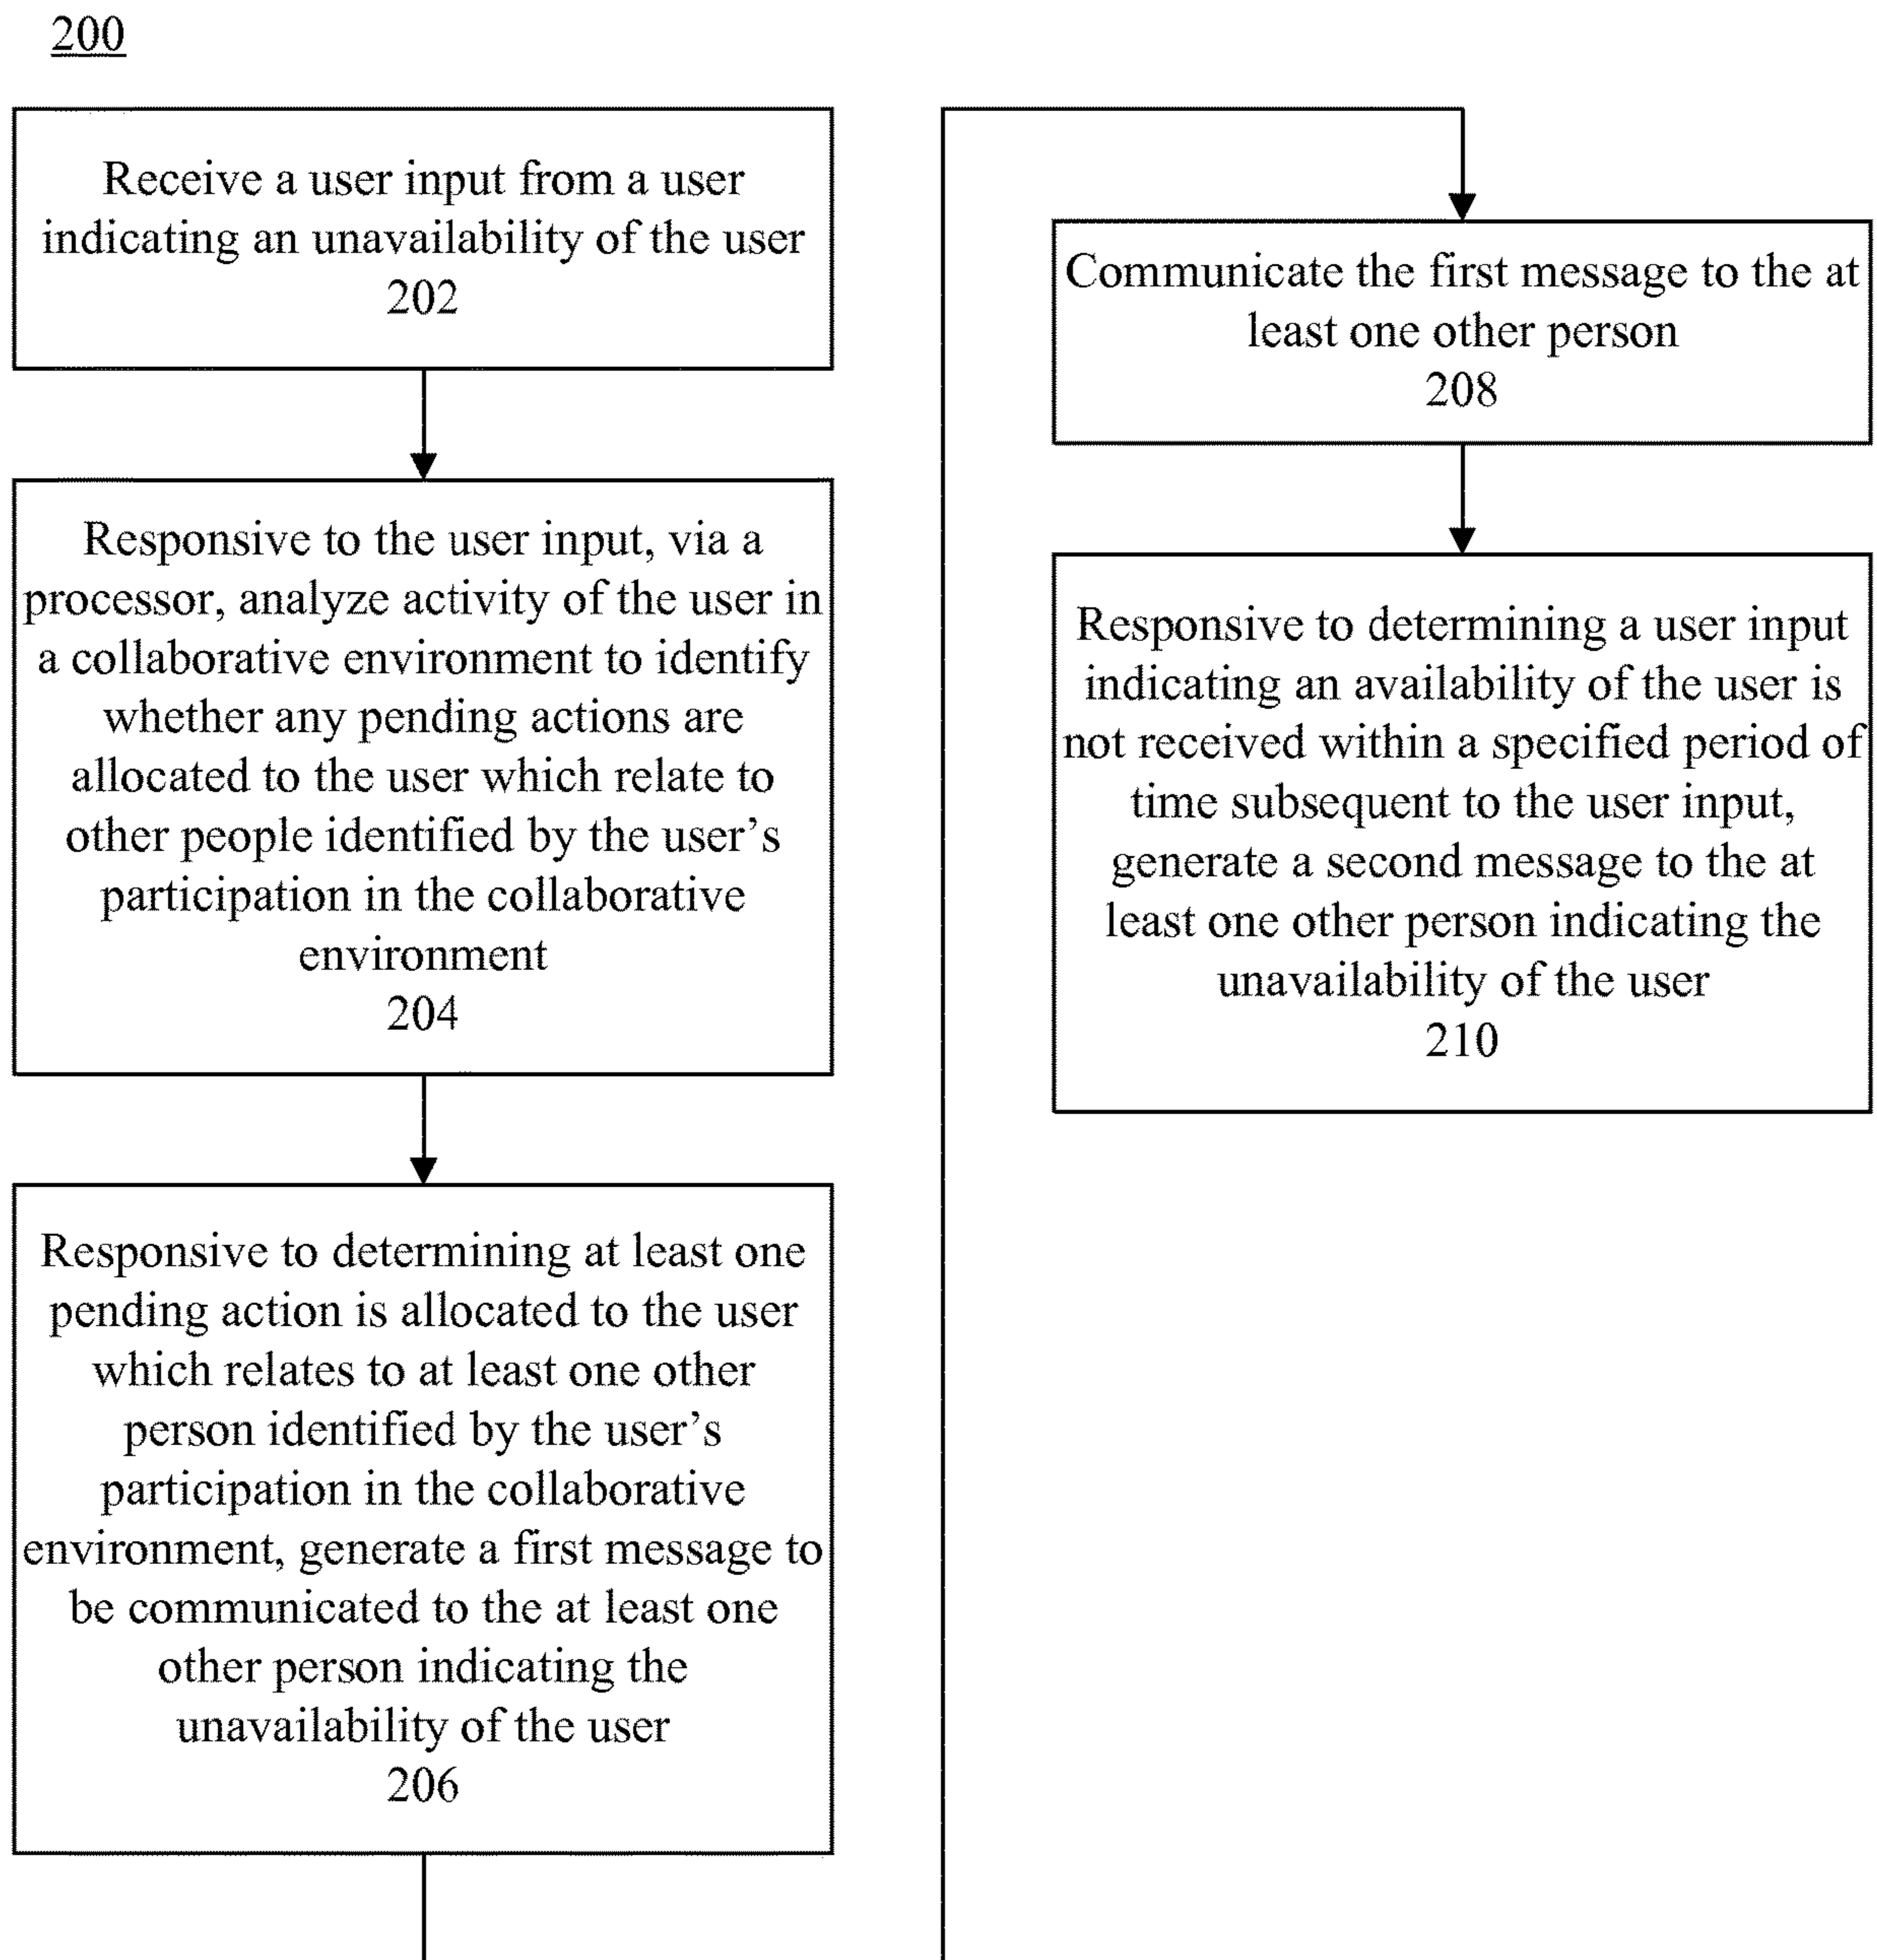 200
Receive a user input from a user
indicating an unavailability of the user
202
Responsive to the user input, via a
processor, analyze activity of the user in
a collaborative environment to identify
whether any pending actions are
allocated to the user which relate to
other people identified by the user’s
participation in the collaborative
environment
204
Responsive to determining at least one
pending action is allocated to the user
which relates to at least one other
person identified by the user’s
participation in the collaborative
environment, generate a first message to
be communicated to the at least one
other person indicating the
unavailability of the user
206
Communicate the first message to the at
least one other person
208
Responsive to determining a user input
indicating an availability of the user is
not received within a specified period of
time subsequent to the user input,
generate a second message to the at
least one other person indicating the
unavailability of the user
210